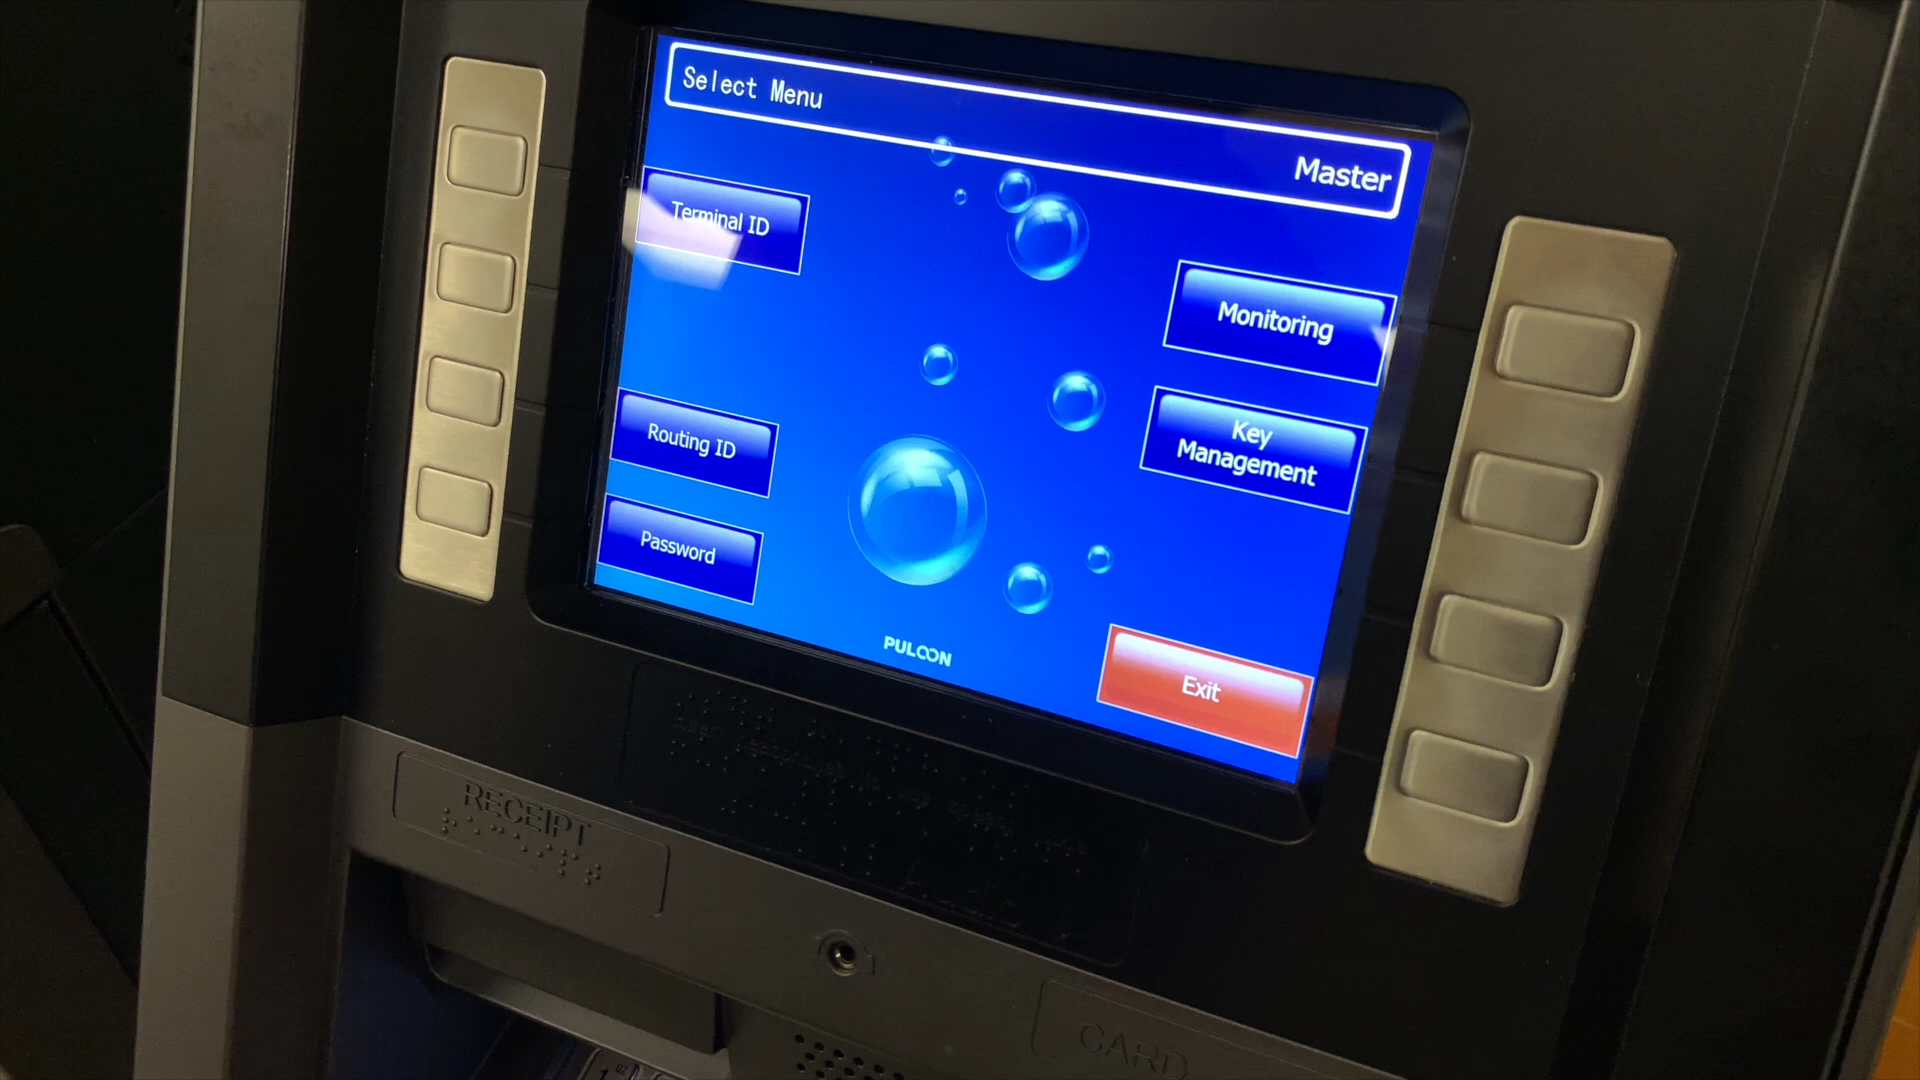 Select Menu
Master
Terminal ID
Monitoring
Routing ID
Key
Management
Password
Exit
PULOON
RECEIPT
CARD